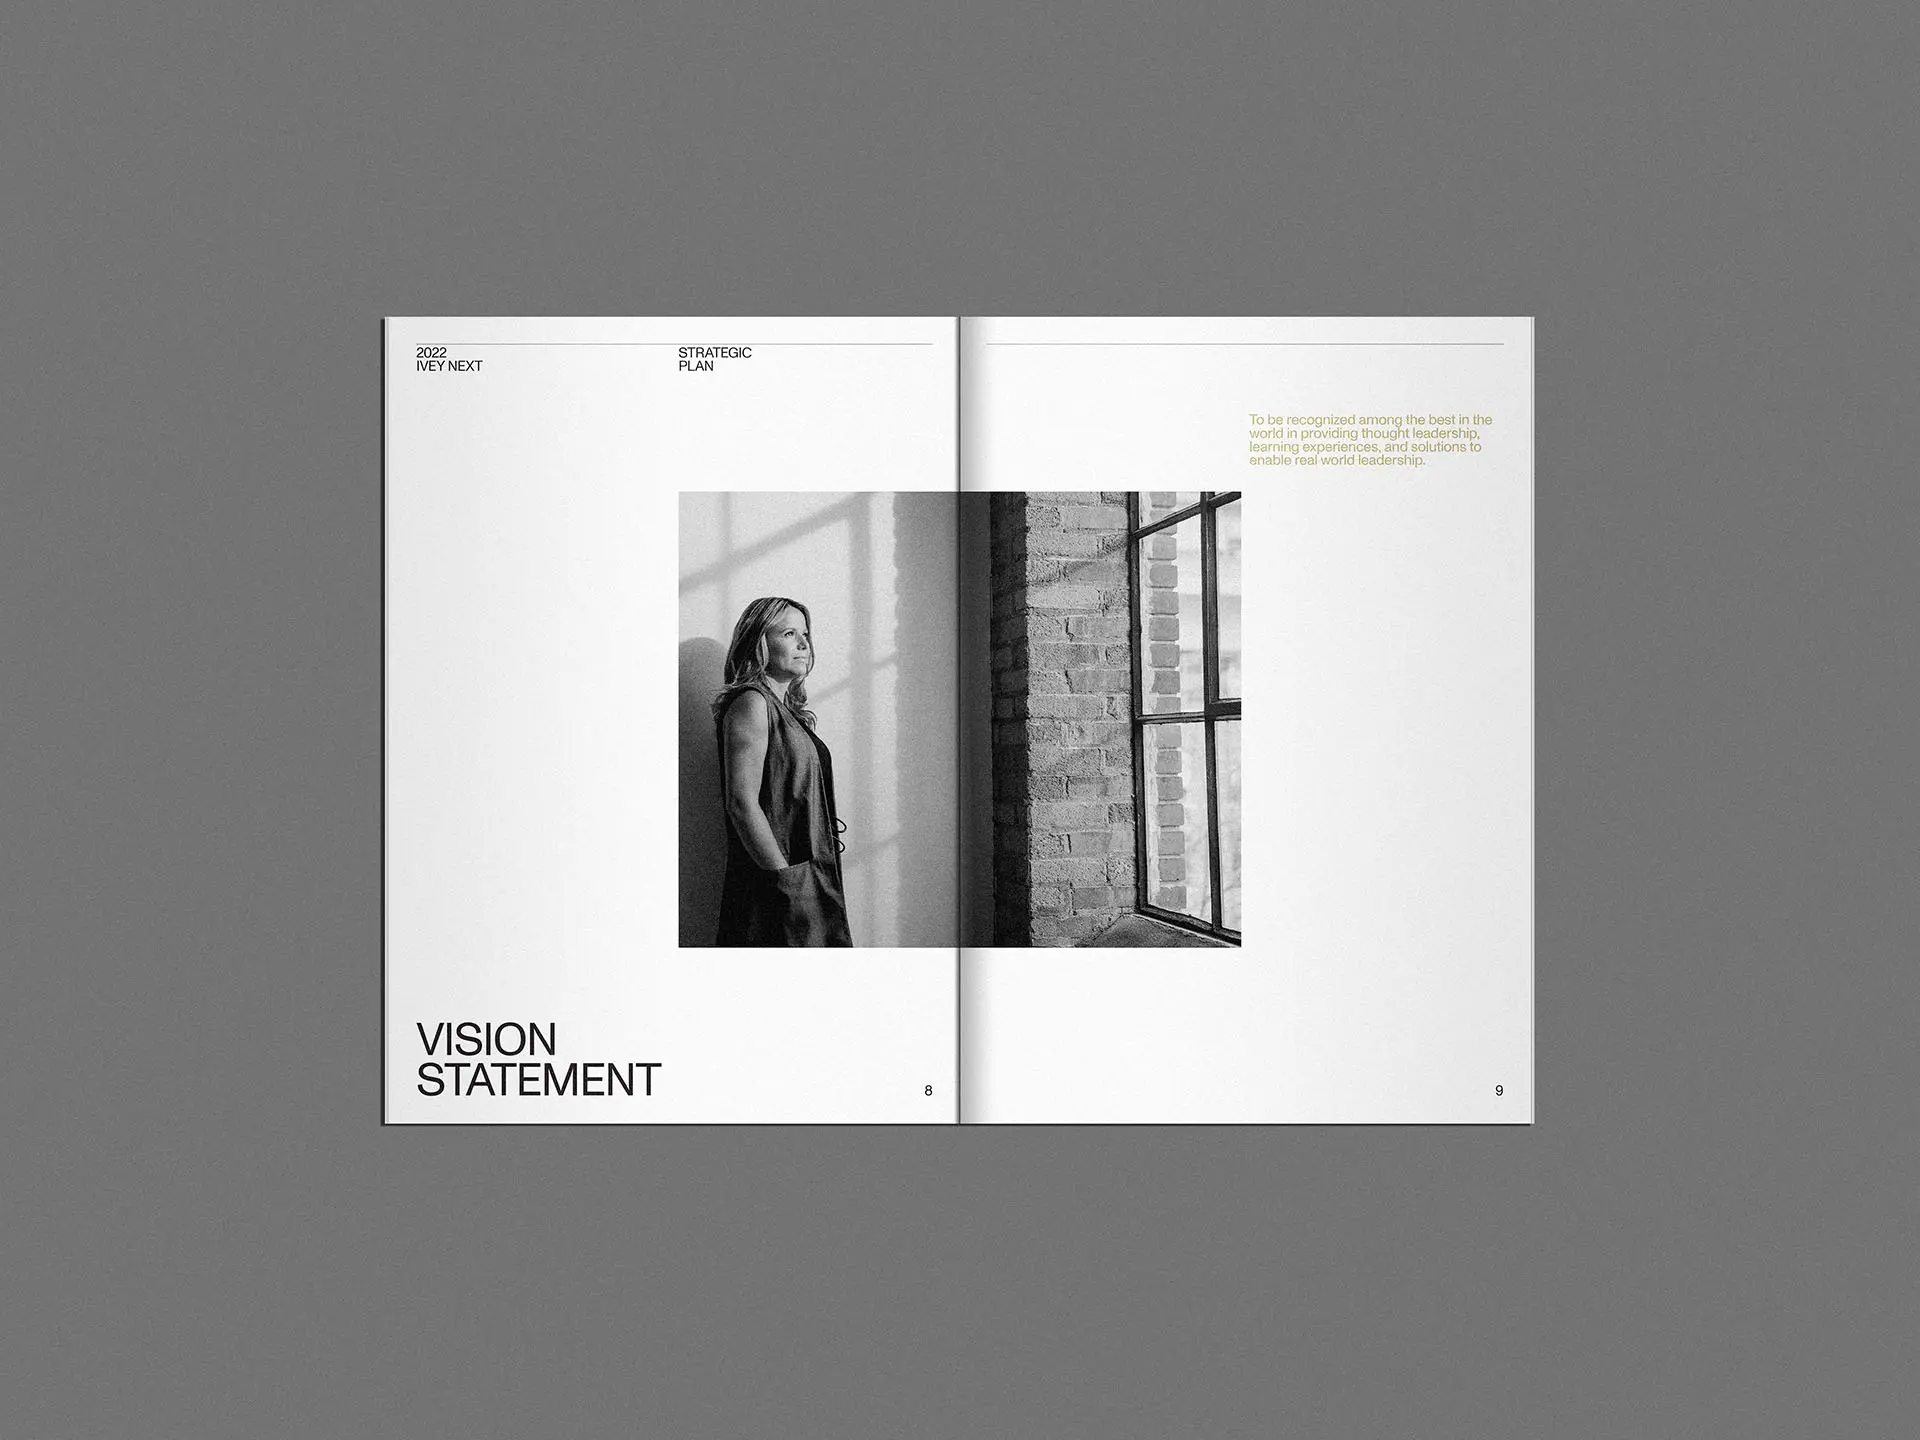 2022
IVEY NEXT
STRATEGIC
PLAN
To be recognized among the best in the
world in providing thought leadership,
learning experiences, and solutions to
enable real world leadership.
VISION
STATEMENT
8
9